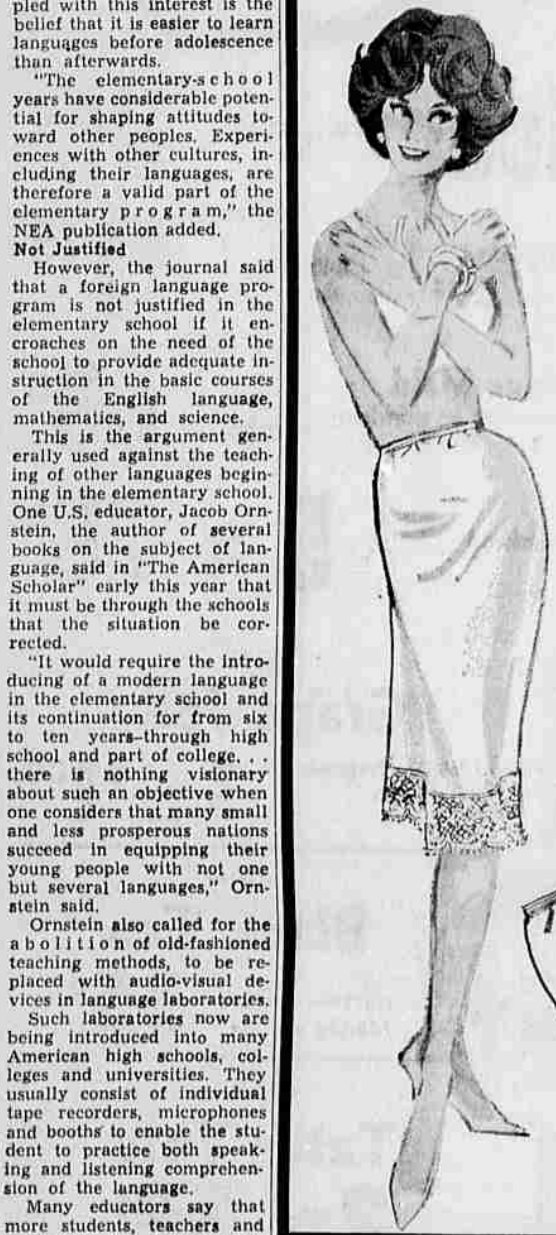 pled with this interest is the
belief that it is easier to learn
languages before adolescence
than afterwards.
"The elementary-school
years have considerable poten-
tial for shaping attitudes to-
ward other peoples. Experi-
ences with other cultures, in-
cluding their languages, are
therefore a valid part of the
elementary program," the
NEA publication added.
Not Justified
However, the journal said
that a foreign language pro-
gram is not justified in the
elementary school if it en-
croaches on the need of the
school to provide adequate in-
struction in the basic courses
of the English language,
mathematics, and science.
This is the argument gen-
erally used against the teach-
ing of other languages begin-
ning in the elementary school.
One U.S. educator, Jacob Orn-
stein, the author of several
books on the subject of lan-
guage, said in "The American
Scholar" early this year that
it must be through the schools
that the situation be cor-
rected.
"It would require the intro-
ducing of a modern language
in the elementary school and
its continuation for from six
to ten years–through high
school and part of college. . .
there is nothing visionary
about such an objective when
one considers that many small
and less prosperous nations
succeed in equipping their
young people with not one
but several languages," Orn-
stein said.
Ornstein also called for the
abolition of old-fashioned
teaching methods, to be re-
placed with audio-visual de-
vices in language laboratories.
Such laboratories now are
being introduced into many
American high schools, col-
leges and universities. They
usually consist of individual
tape recorders, microphones
and booths to enable the stu-
dent to practice both speak-
ing and listening comprehen-
sion of the language.
Many educators say that
more students, teachers and